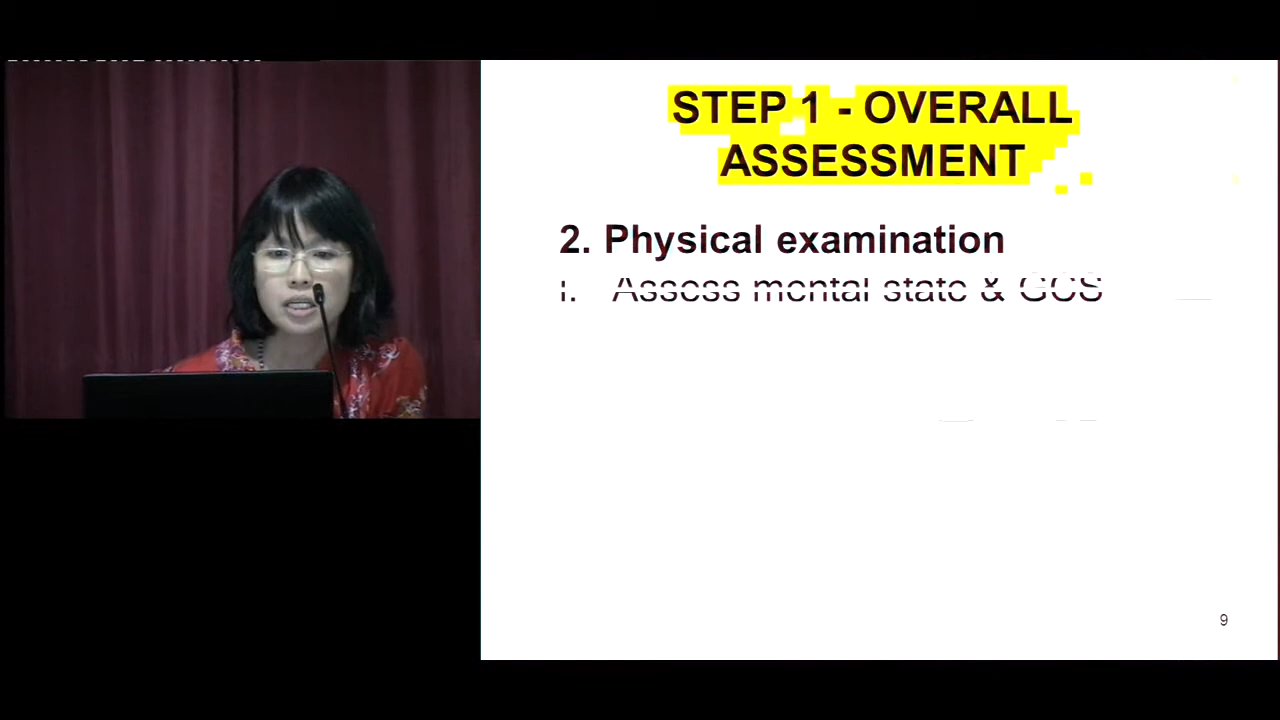 STEP 1 - OVERALL
ASSESSMENT
2. Physical examination
i. Assess mental state & GCS
9